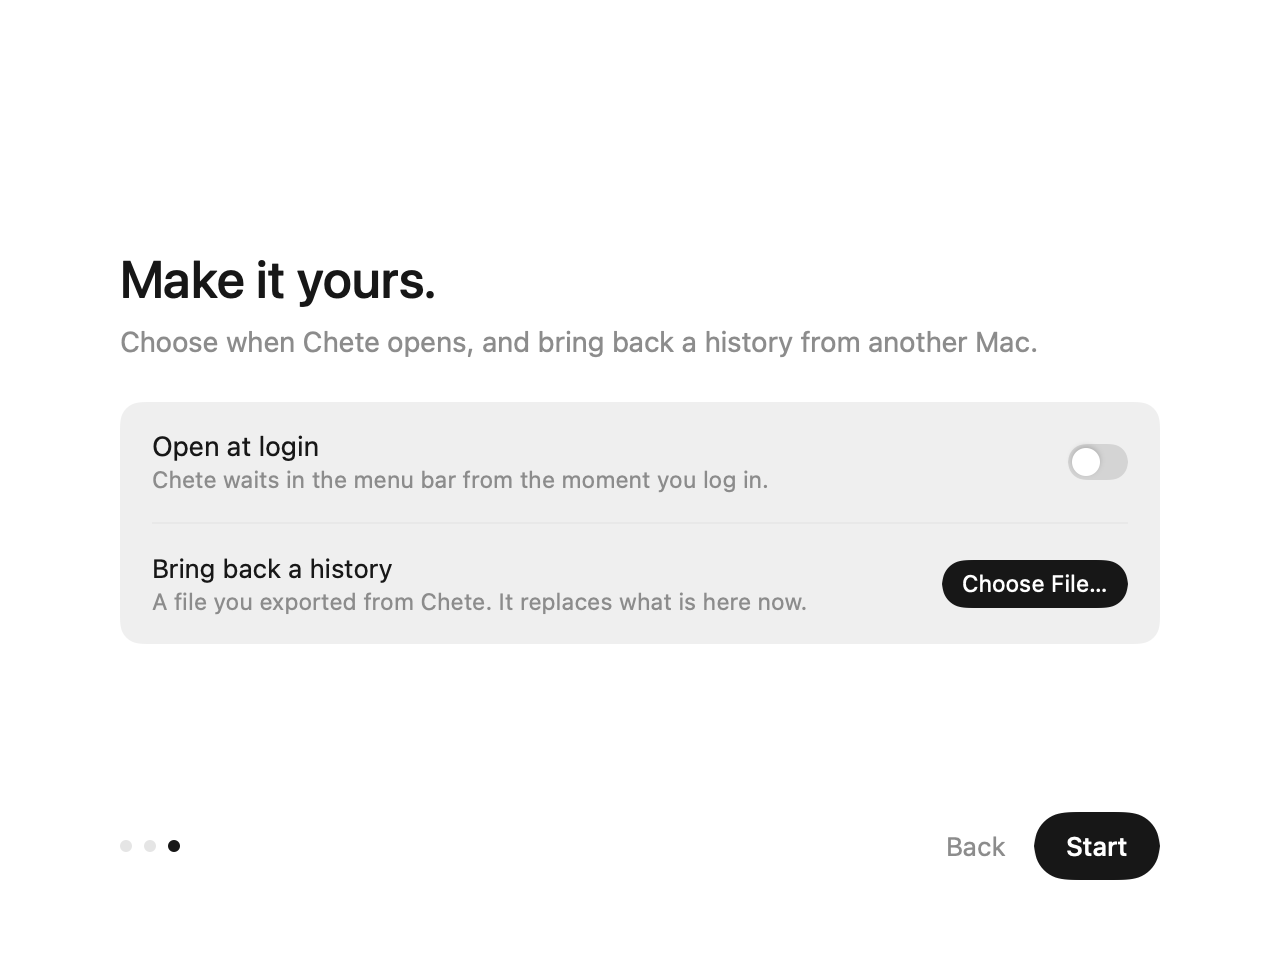 Make it yours.
Choose when Chete opens, and bring back a history from another Mac.
Open at login
Chete waits in the menu bar from the moment you log in.
Bring back a history
A file you exported from Chete. It replaces what is here now.
Choose File...
Back
Start